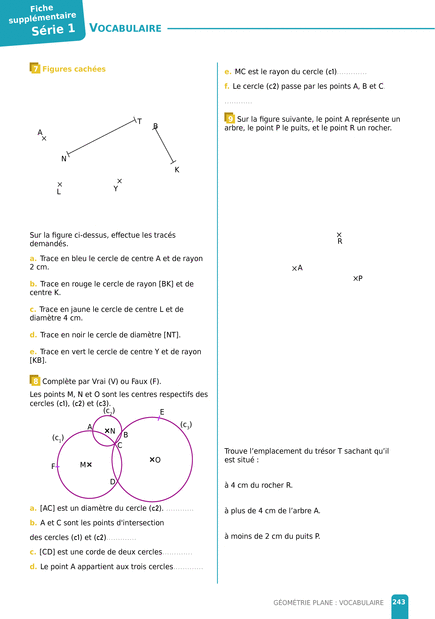 Fiche
supplémentaire
Série 1
VOCABULAIRE
7 Figures cachées
A
T
B
N
K
L
Y
Sur la figure ci-dessus, effectue les tracés
demandés.
a. Trace en bleu le cercle de centre A et de rayon
2 cm.
b. Trace en rouge le cercle de rayon [BK] et de
centre K.
c. Trace en jaune le cercle de centre L et de
diamètre 4 cm.
d. Trace en noir le cercle de diamètre [NT].
e. Trace en vert le cercle de centre Y et de rayon
[KB].
8 Complète par Vrai (V) ou Faux (F).
Les points M, N et O sont les centres respectifs des
cercles (c1), (c2) et (c3).
(c2)
E
A
N
B
(c3)
(c1)
C
F
M
O
D
a. [AC] est un diamètre du cercle (c2). ............
b. A et C sont les points d'intersection
des cercles (c1) et (c2)............
c. [CD] est une corde de deux cercles............
d. Le point A appartient aux trois cercles............
e. MC est le rayon du cercle (c1)............
f. Le cercle (c2) passe par les points A, B et C.
............
9 Sur la figure suivante, le point A représente un
arbre, le point P le puits, et le point R un rocher.
R
A
P
Trouve l'emplacement du trésor T sachant qu'il
est situé :
à 4 cm du rocher R.
à plus de 4 cm de l'arbre A.
à moins de 2 cm du puits P.
GÉOMÉTRIE PLANE : VOCABULAIRE 243